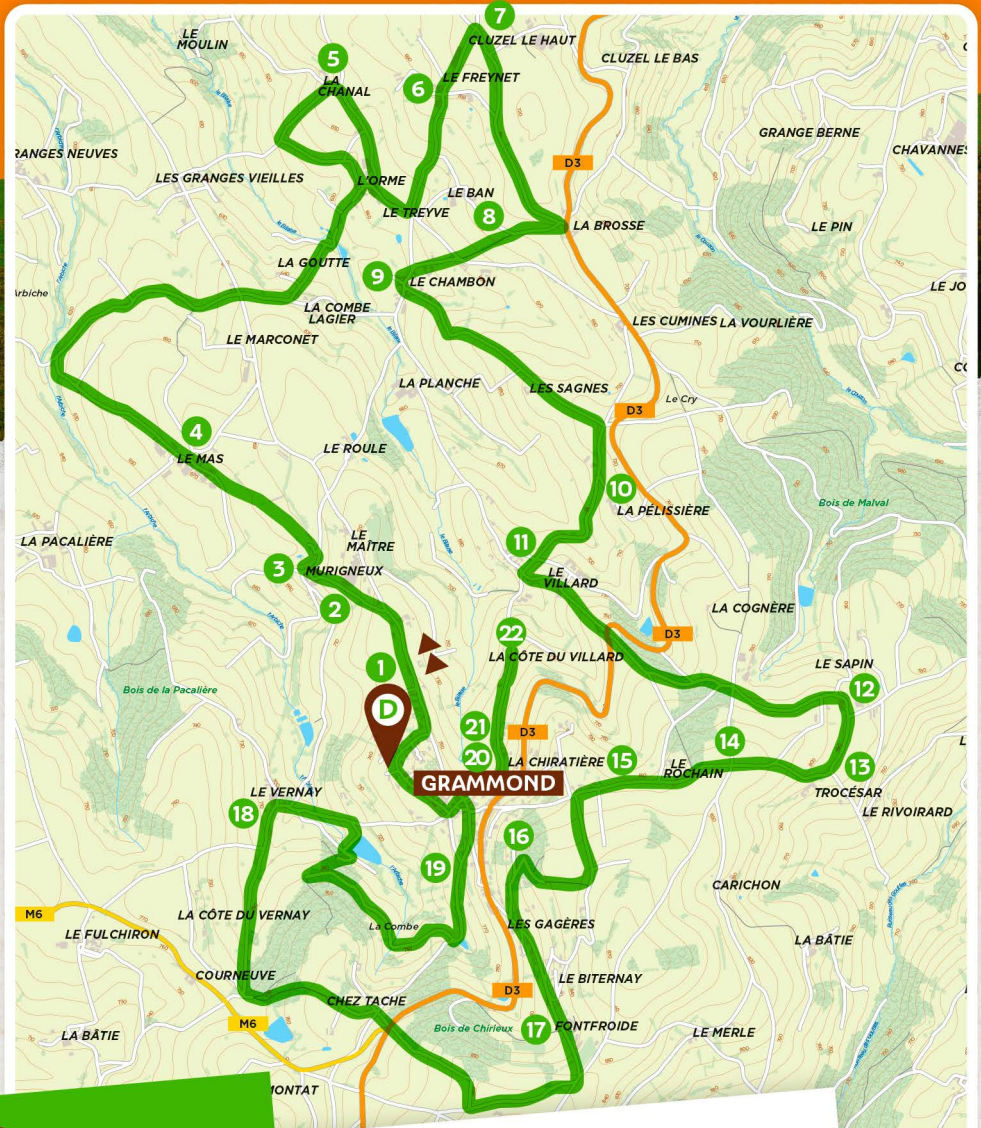 7
LE
MOULIN
CLUZEL LE HAUT
5
CLUZEL LE BAS
LA
CHANAL
LE FREYNET
6
GRANGE BERNE
CHAVANNES
RANGES NEUVES
D3
LES GRANGES VIEILLES
L'ORME
LE BAN
LE TREYVE
8
LA BROSSE
LE PIN
LA GOUTTE
9
LE CHAMBON
LE JO
Arbiche
LA COMBE
LAGIER
LES CUMINES
LA VOURLIÈRE
LE MARCONET
LA PLANCHE
LES SAGNES
Le Cry
D3
4
LE MAS
LE ROULE
10
Bois de Malval
LA PÉLISSIÈRE
LA PACALIÈRE
LE
MAÎTRE
11
3
MURIGNEUX
LE
VILLARD
2
LA COGNÈRE
22
D3
LA CÔTE DU VILLARD
1
LE SAPIN
12
Bois de la Pacalière
D
21
D3
14
20
LA CHIRATIÈRE
15
LE
ROCHAIN
13
GRAMMOND
TROCÉSAR
LE VERNAY
18
LE RIVOIRARD
16
19
CARICHON
M6
LA CÔTE DU VERNAY
La Combe
LES GAGÈRES
LE FULCHIRON
LA BÂTIE
COURNEUVE
LE BITERNAY
D3
CHEZ TACHE
M6
Bois de Chirieux
17
FONTFROIDE
LE MERLE
LA BÂTIE
MONTAT